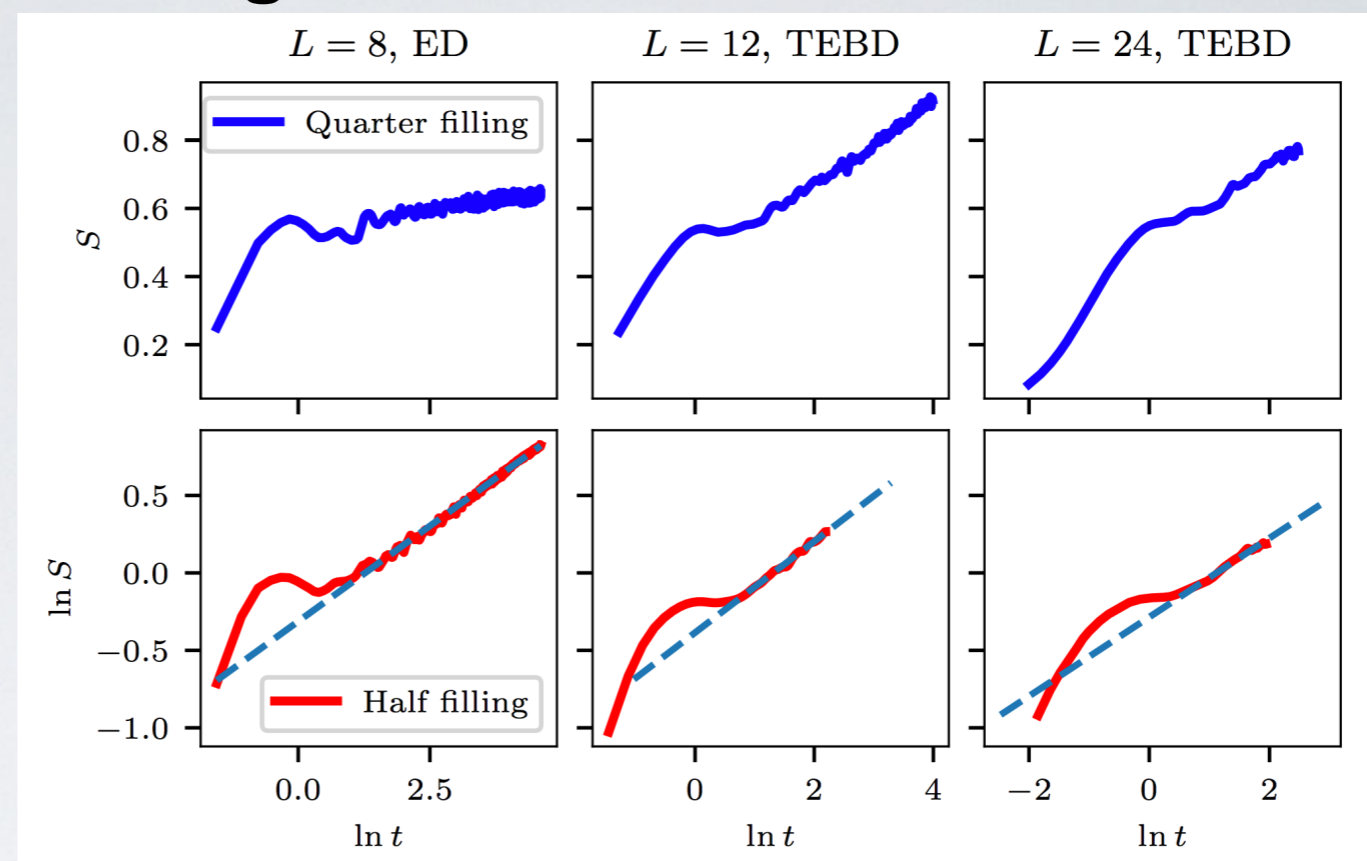 L = 8, ED
L = 12, TEBD
L = 24, TEBD
Quarter filling
S
0.8
0.6
0.4
0.2
ln S
0.5
0.0
−0.5
−1.0
Half filling
0.0 2.5
0 2 4
−2 0 2
ln t
ln t
ln t